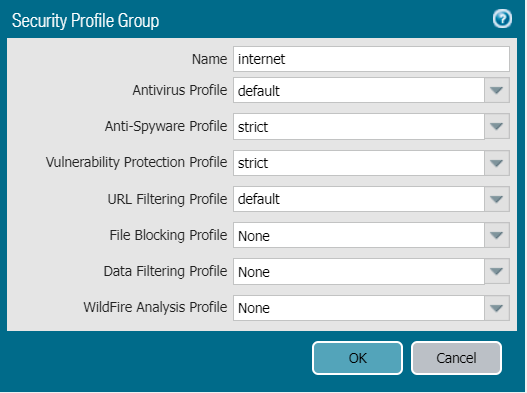 Security Profile Group
Name internet
Antivirus Profile default
Anti-Spyware Profile strict
Vulnerability Protection Profile strict
URL Filtering Profile default
File Blocking Profile None
Data Filtering Profile None
WildFire Analysis Profile None
OK Cancel